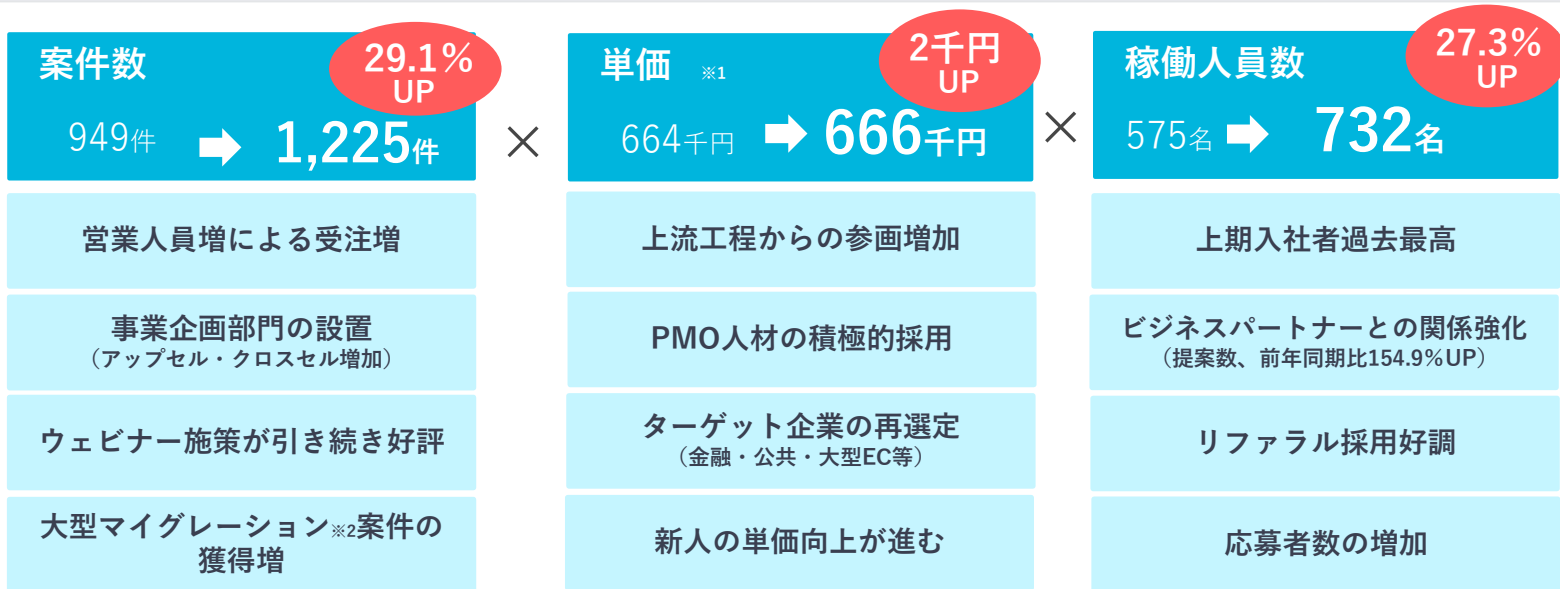 案件数
29.1%
UP
949件
1,225件
営業人員増による受注増
事業企画部門の設置
（アップセル・クロスセル増加）
ウェビナー施策が引き続き好評
大型マイグレーション※2案件の
獲得増
×
単価 ※1
2千円
UP
664千円
666千円
上流工程からの参画増加
PMO人材の積極的採用
ターゲット企業の再選定
（金融・公共・大型EC等）
新人の単価向上が進む
×
稼働人員数
27.3%
UP
575名
732名
上期入社者過去最高
ビジネスパートナーとの関係強化
（提案数、前年同期比154.9%UP）
リファラル採用好調
応募者数の増加